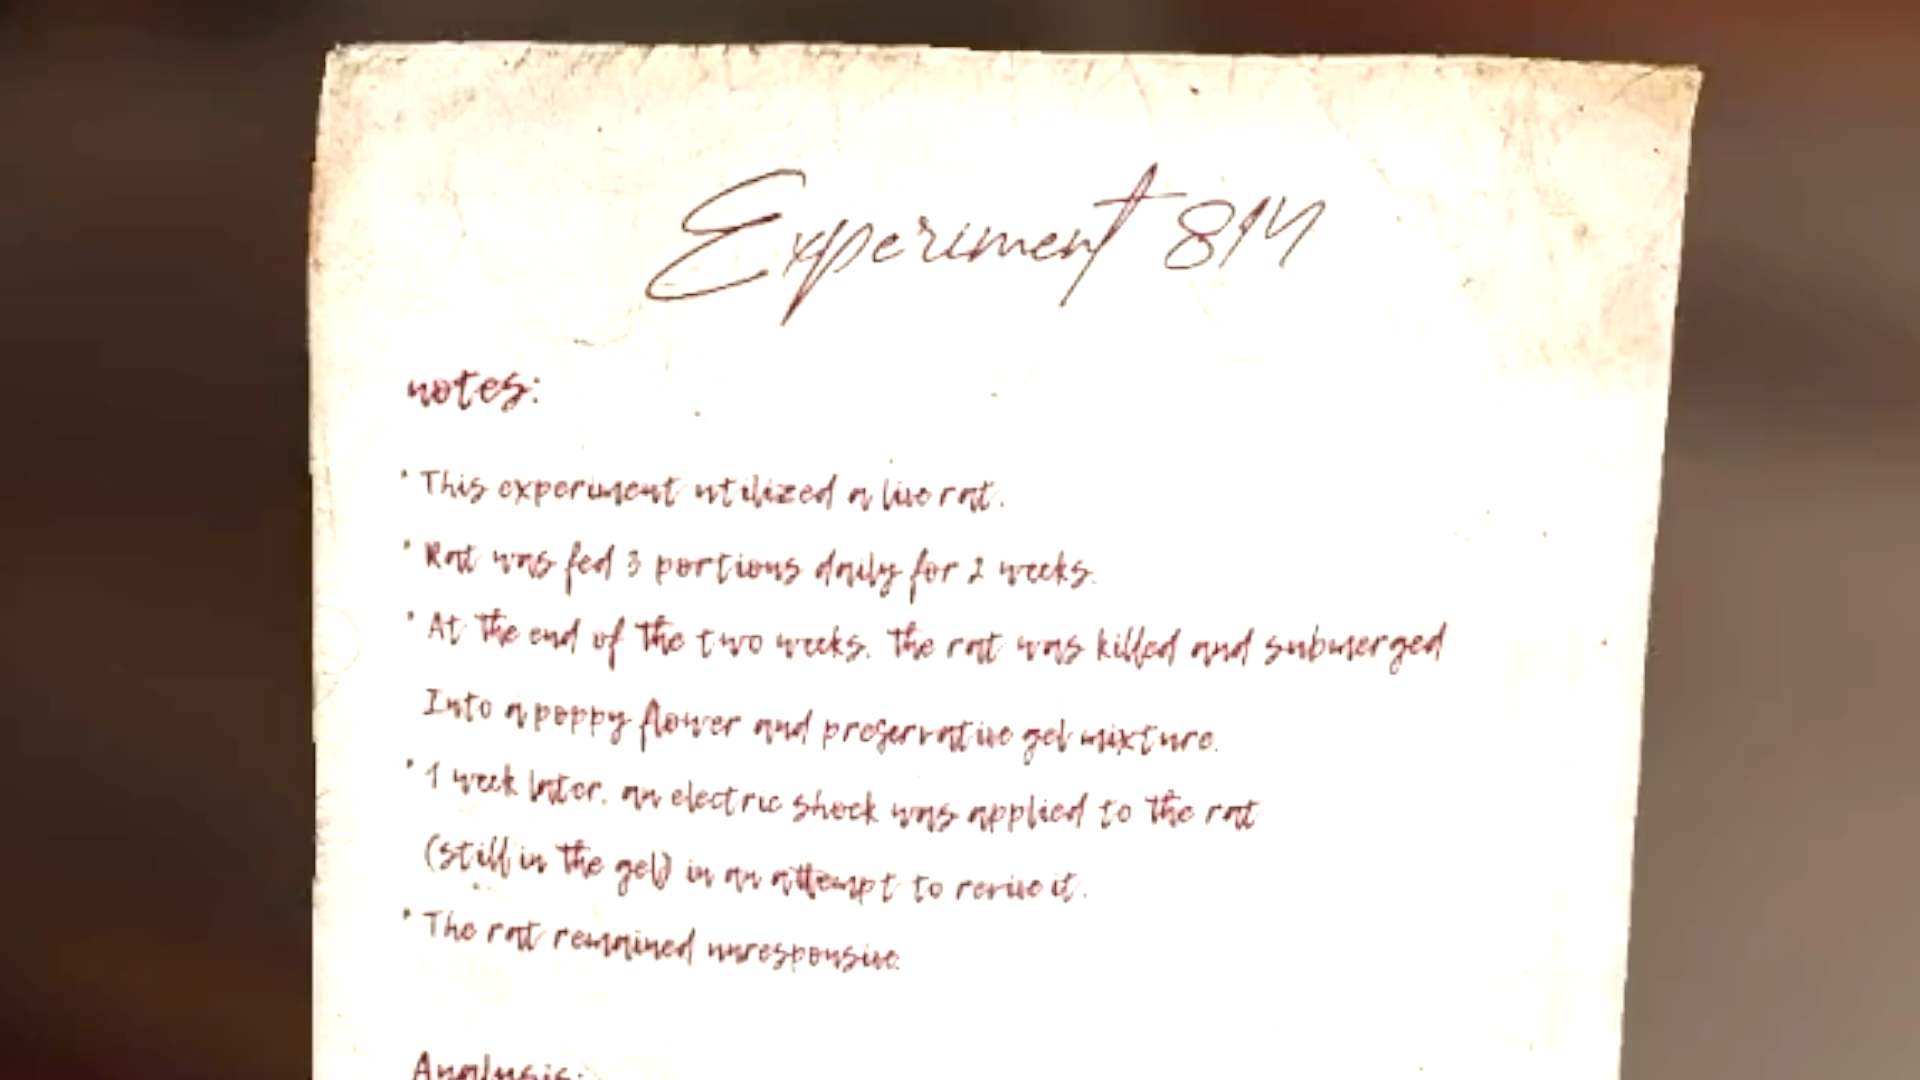 Experiment 814
notes:
* This experiment utilized a live rat.
* Rat was fed 3 portions daily for 2 weeks.
* At the end of the two weeks, the rat was killed and submerged
Into a poppy flower and preservative gel mixture.
* 1 week later, an electric shock was applied to the rat
(still in the gel) in an attempt to revive it.
* The rat remained unresponsive.
Analysis: